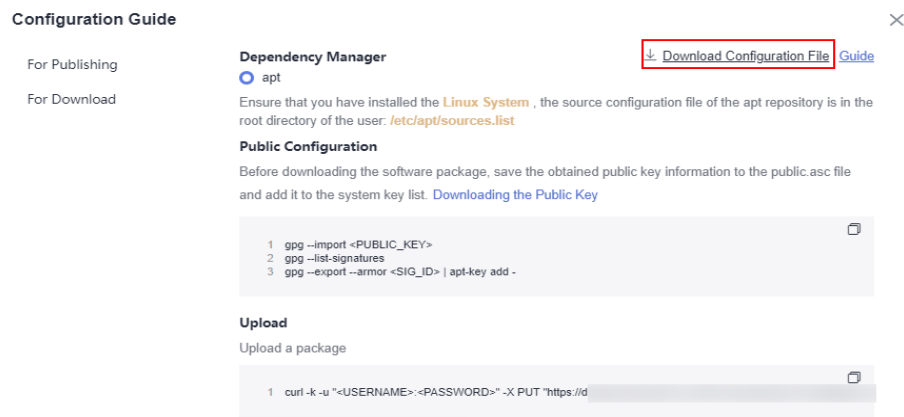 Configuration Guide
For Publishing
For Download
Dependency Manager
Download Configuration File Guide
apt
Ensure that you have installed the Linux System , the source configuration file of the apt repository is in the
root directory of the user: /etc/apt/sources.list
Public Configuration
Before downloading the software package, save the obtained public key information to the public.asc file
and add it to the system key list. Downloading the Public Key
1 gpg --import <PUBLIC_KEY>
2 gpg --list-signatures
3 gpg --export --armor <SIG_ID> | apt-key add -
Upload
Upload a package
1 curl -k -u "<USERNAME>:<PASSWORD>" -X PUT "https://d